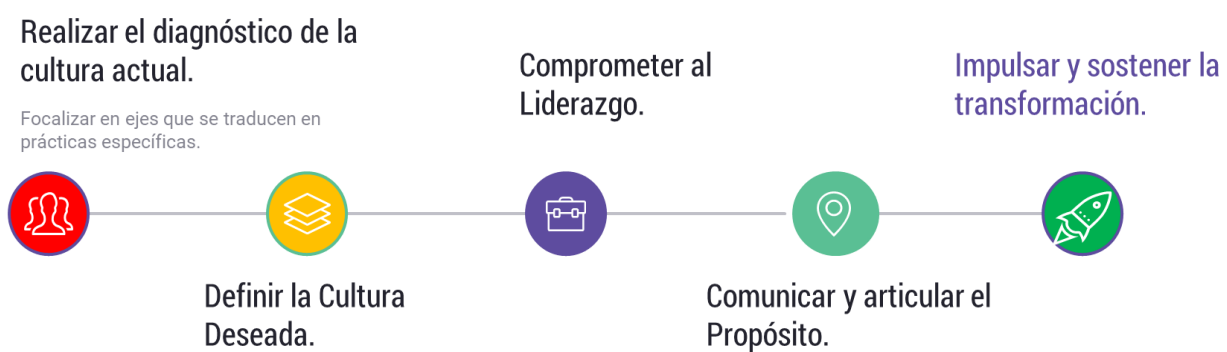 Realizar el diagnóstico de la
cultura actual.
Focalizar en ejes que se traducen en
prácticas específicas.
Definir la Cultura
Deseada.
Comprometer al
Liderazgo.
Comunicar y articular el
Propósito.
Impulsar y sostener la
transformación.